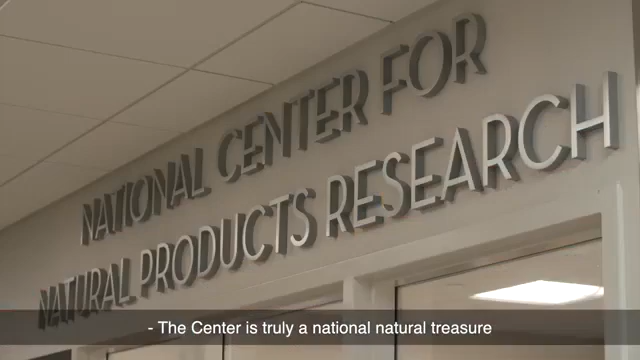 NATIONAL CENTER FOR
NATURAL PRODUCTS RESEARCH
- The Center is truly a national natural treasure